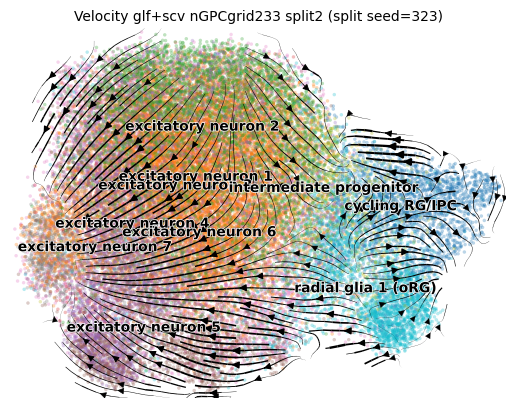 Velocity glf+scv nGPCgrid233 split2 (split seed=323)
excitatory neuron 2
excitatory neuron 1
excitatory neuron
intermediate progenitor
cycling RG/IPC
excitatory neuron 4
excitatory neuron 6
excitatory neuron 7
radial glia 1 (oRG)
excitatory neuron 5